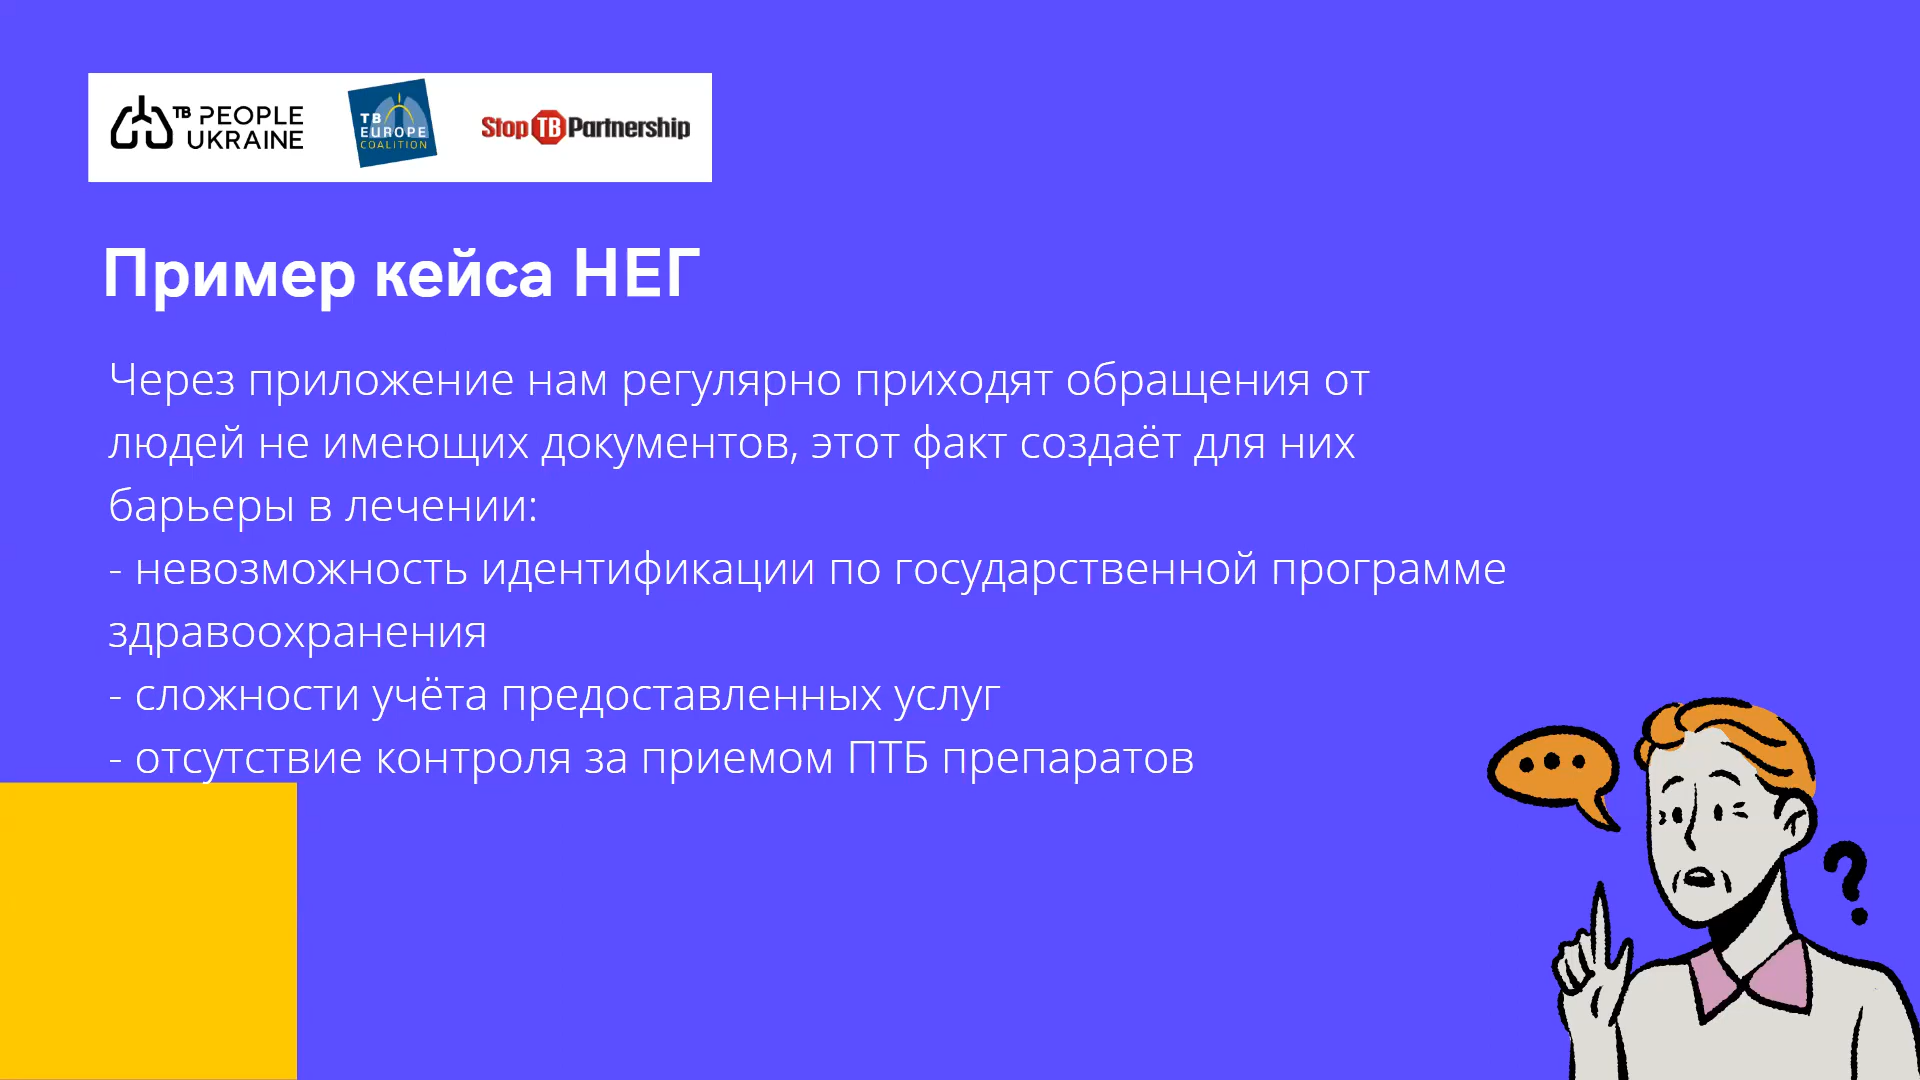 TB PEOPLE
UKRAINE
TB
EUROPE
COALITION
Stop TB Partnership
Пример кейса НЕГ
Через приложение нам регулярно приходят обращения от
людей не имеющих документов, этот факт создаёт для них
барьеры в лечении:
- невозможность идентификации по государственной программе
здравоохранения
- сложности учёта предоставленных услуг
- отсутствие контроля за приемом ПТБ препаратов
?